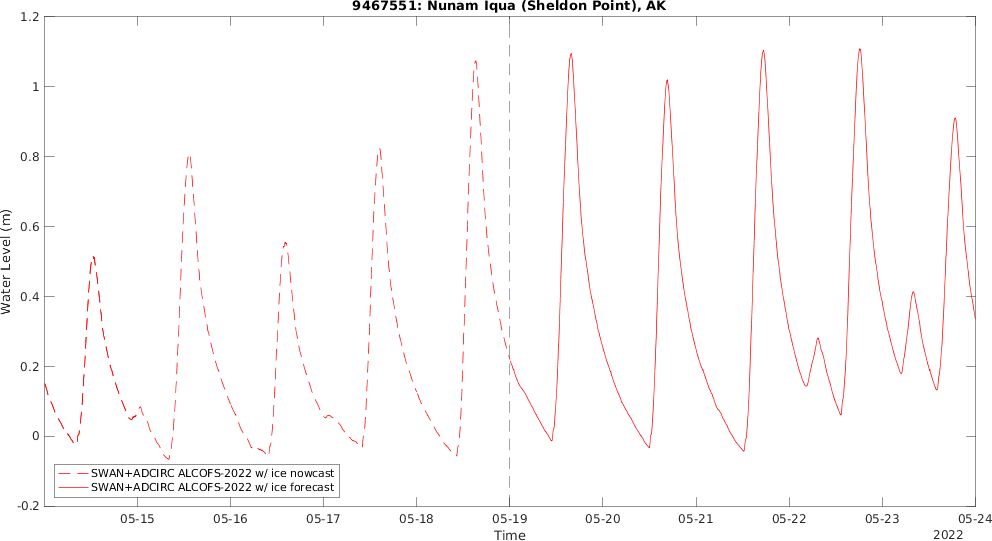 9467551: Nunam Iqua (Sheldon Point), AK
1.2
1
0.8
0.6
0.4
0.2
0
-0.2
Water Level (m)
SWAN+ADCIRC ALCOFS-2022 w/ ice nowcast
SWAN+ADCIRC ALCOFS-2022 w/ ice forecast
05-15 05-16 05-17 05-18 05-19 05-20 05-21 05-22 05-23 05-24
Time
2022